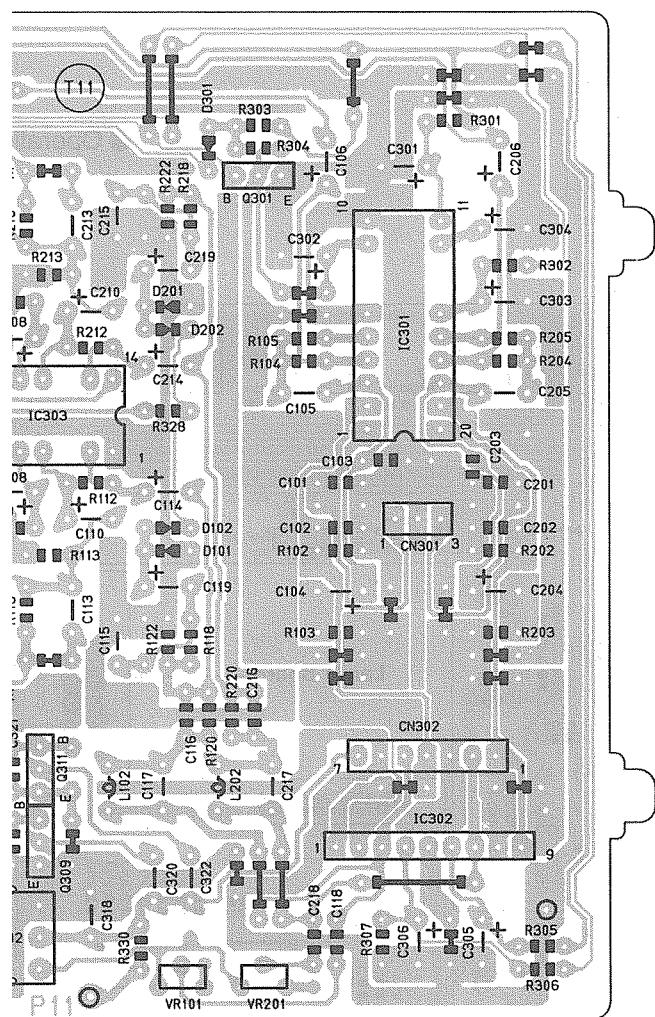 T11
D301
R303
R304
R301
C106
C301
C206
R222
R218
B Q301 E
10 11
C213
C215
C304
R213
C302
C219
R302
C210
D201
C303
IC301
08
D202
R212
R105
R205
14
R104
R204
C214
IC303
C105
C205
R328
1
20
1
C103
C203
08
R112
C101
C201
C114
C110
D102
C102
C202
1 CN301 3
R113
D101
R102
R202
C119
C104
C204
C113
C115
R122
R118
R103
R203
R220
C216
C116
R120
CN302
7
1
C321
Q311
B
B
E
L102
C117
L202
C217
IC302
1
9
E
Q309
C320
C322
C318
R330
C218
C118
R307
C306
C305
R305
R306
P11
VR101
VR201